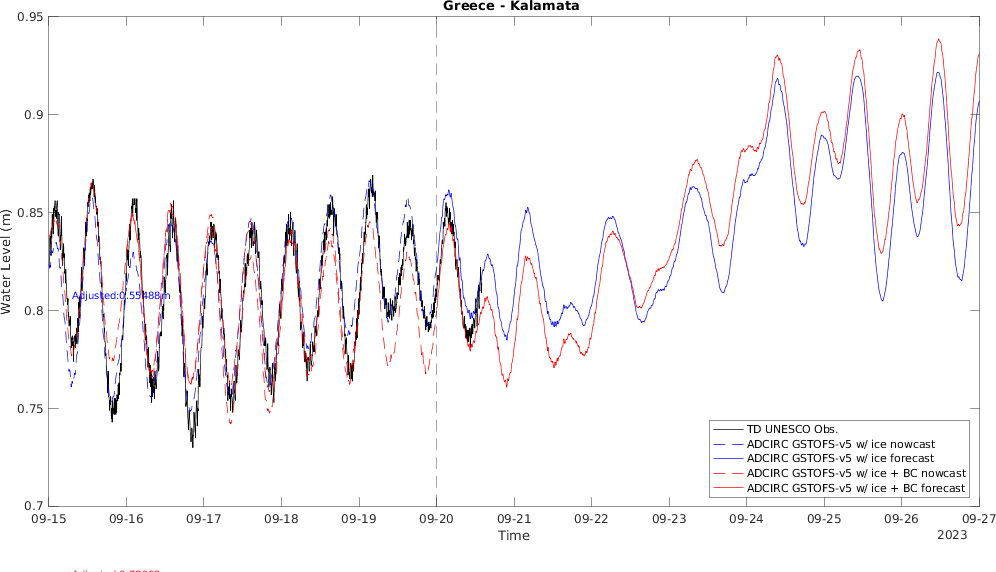 Greece - Kalamata
0.95
0.9
0.85
0.8
0.75
0.7
Water Level (m)
Adjusted:0.55488m
TD UNESCO Obs.
ADCIRC GSTOFS-v5 w/ ice nowcast
ADCIRC GSTOFS-v5 w/ ice forecast
ADCIRC GSTOFS-v5 w/ ice + BC nowcast
ADCIRC GSTOFS-v5 w/ ice + BC forecast
09-15 09-16 09-17 09-18 09-19 09-20 09-21 09-22 09-23 09-24 09-25 09-26 09-27
Time
2023